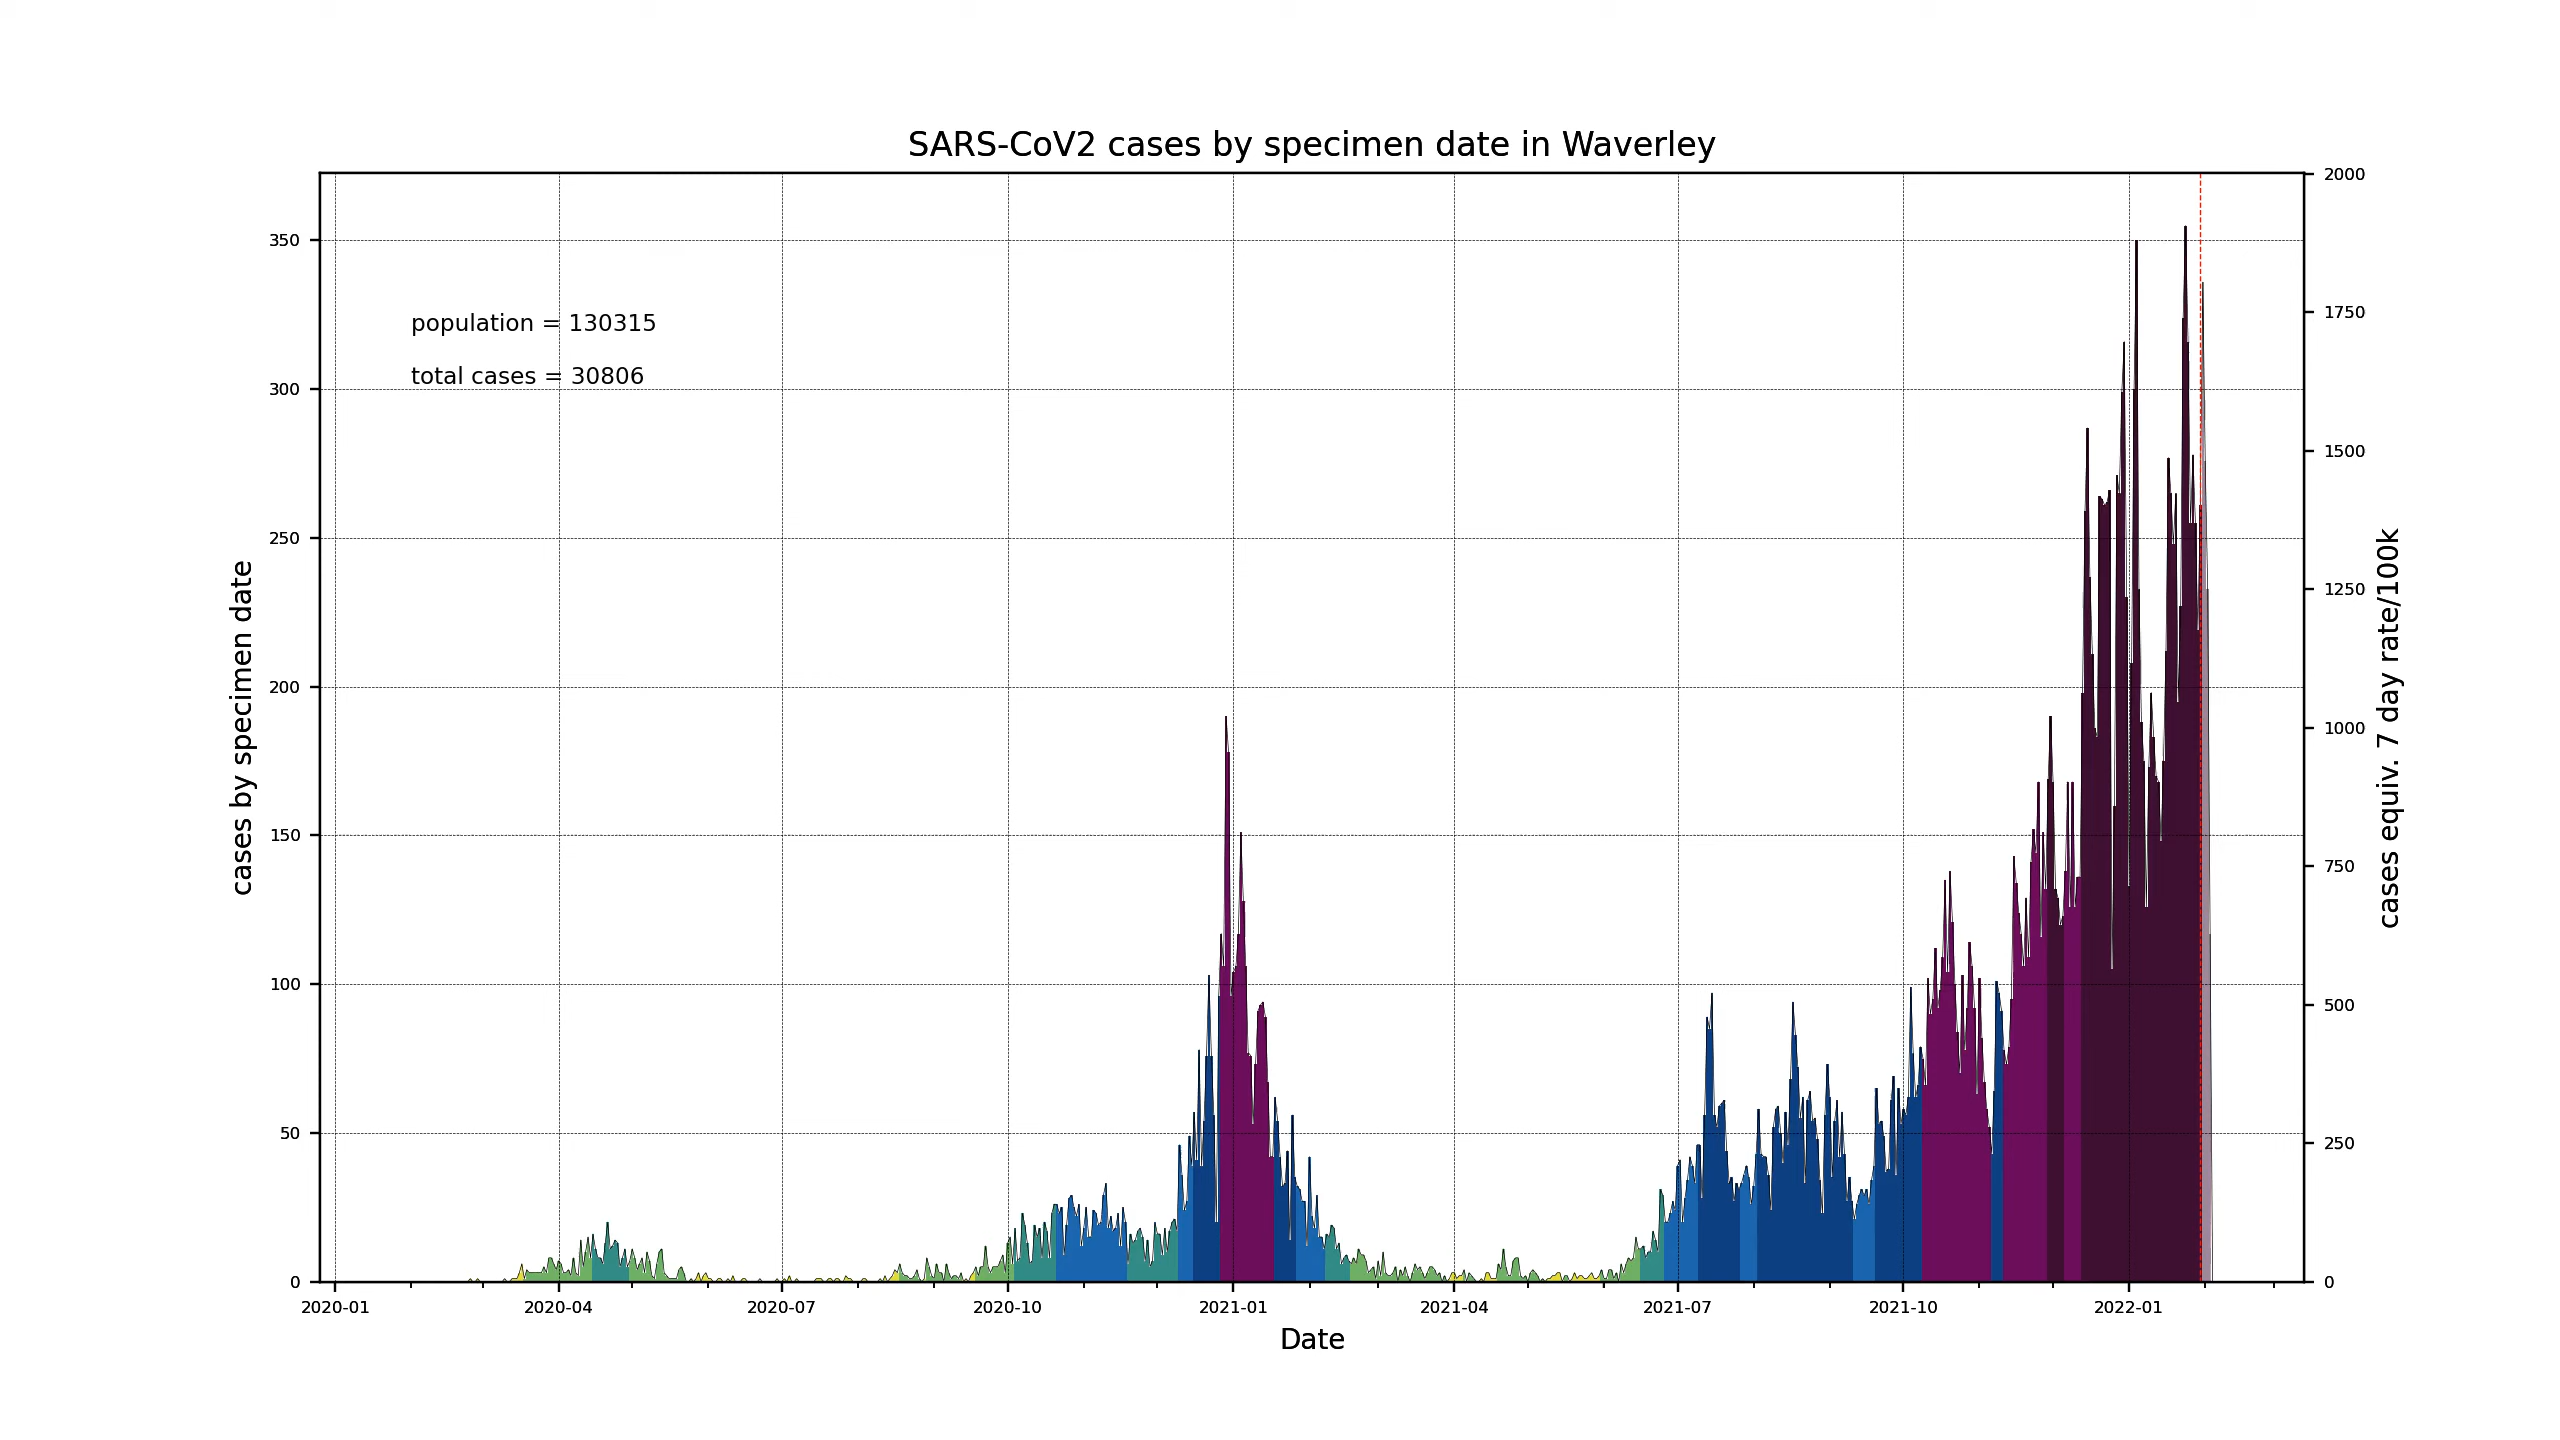 SARS-CoV2 cases by specimen date in Waverley
population = 130315
total cases = 30806
cases by specimen date
350
300
250
200
150
100
50
0
2000
1750
1500
1250
1000
750
500
250
0
cases equiv. 7 day rate/100k
2020-01 2020-04 2020-07 2020-10 2021-01 2021-04 2021-07 2021-10 2022-01
Date